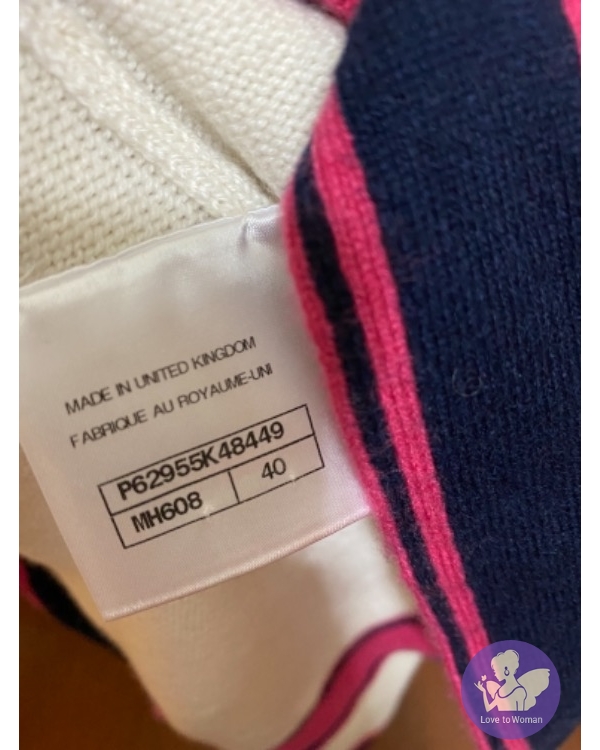 MADE IN UNITED KINGDOM
FABRIQUE AU ROYAUME-UNI
P62955K48449
MH608 40
Love to Woman